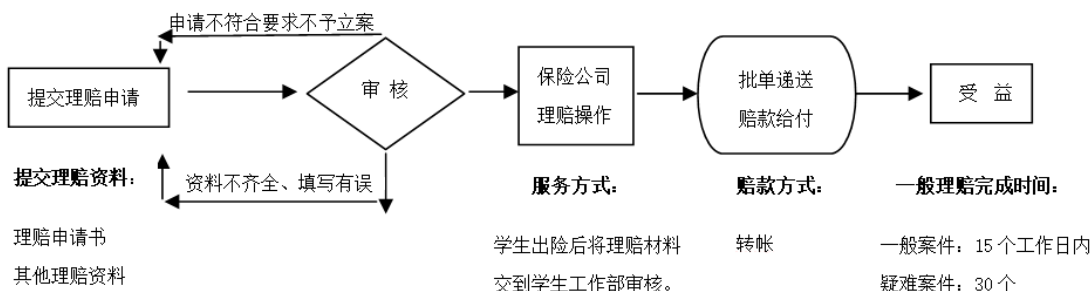 申请不符合要求不予立案
提交理赔申请
审 核
保险公司
理赔操作
批单递送
赔款给付
受 益
资料不齐全、填写有误
提交理赔资料：
理赔申请书
其他理赔资料
服务方式：
学生出险后将理赔材料
交到学生工作部审核。
赔款方式：
转帐
一般理赔完成时间：
一般案件：15个工作日内
疑难案件：30个